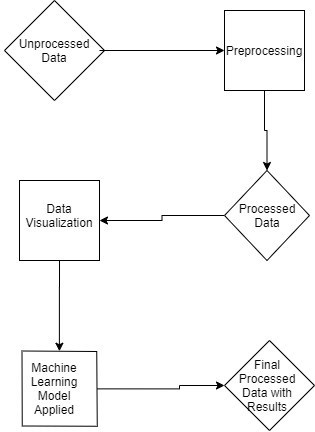 Unprocessed
Data
Preprocessing
Processed
Data
Data
Visualization
Machine
Learning
Model
Applied
Final
Processed
Data with
Results